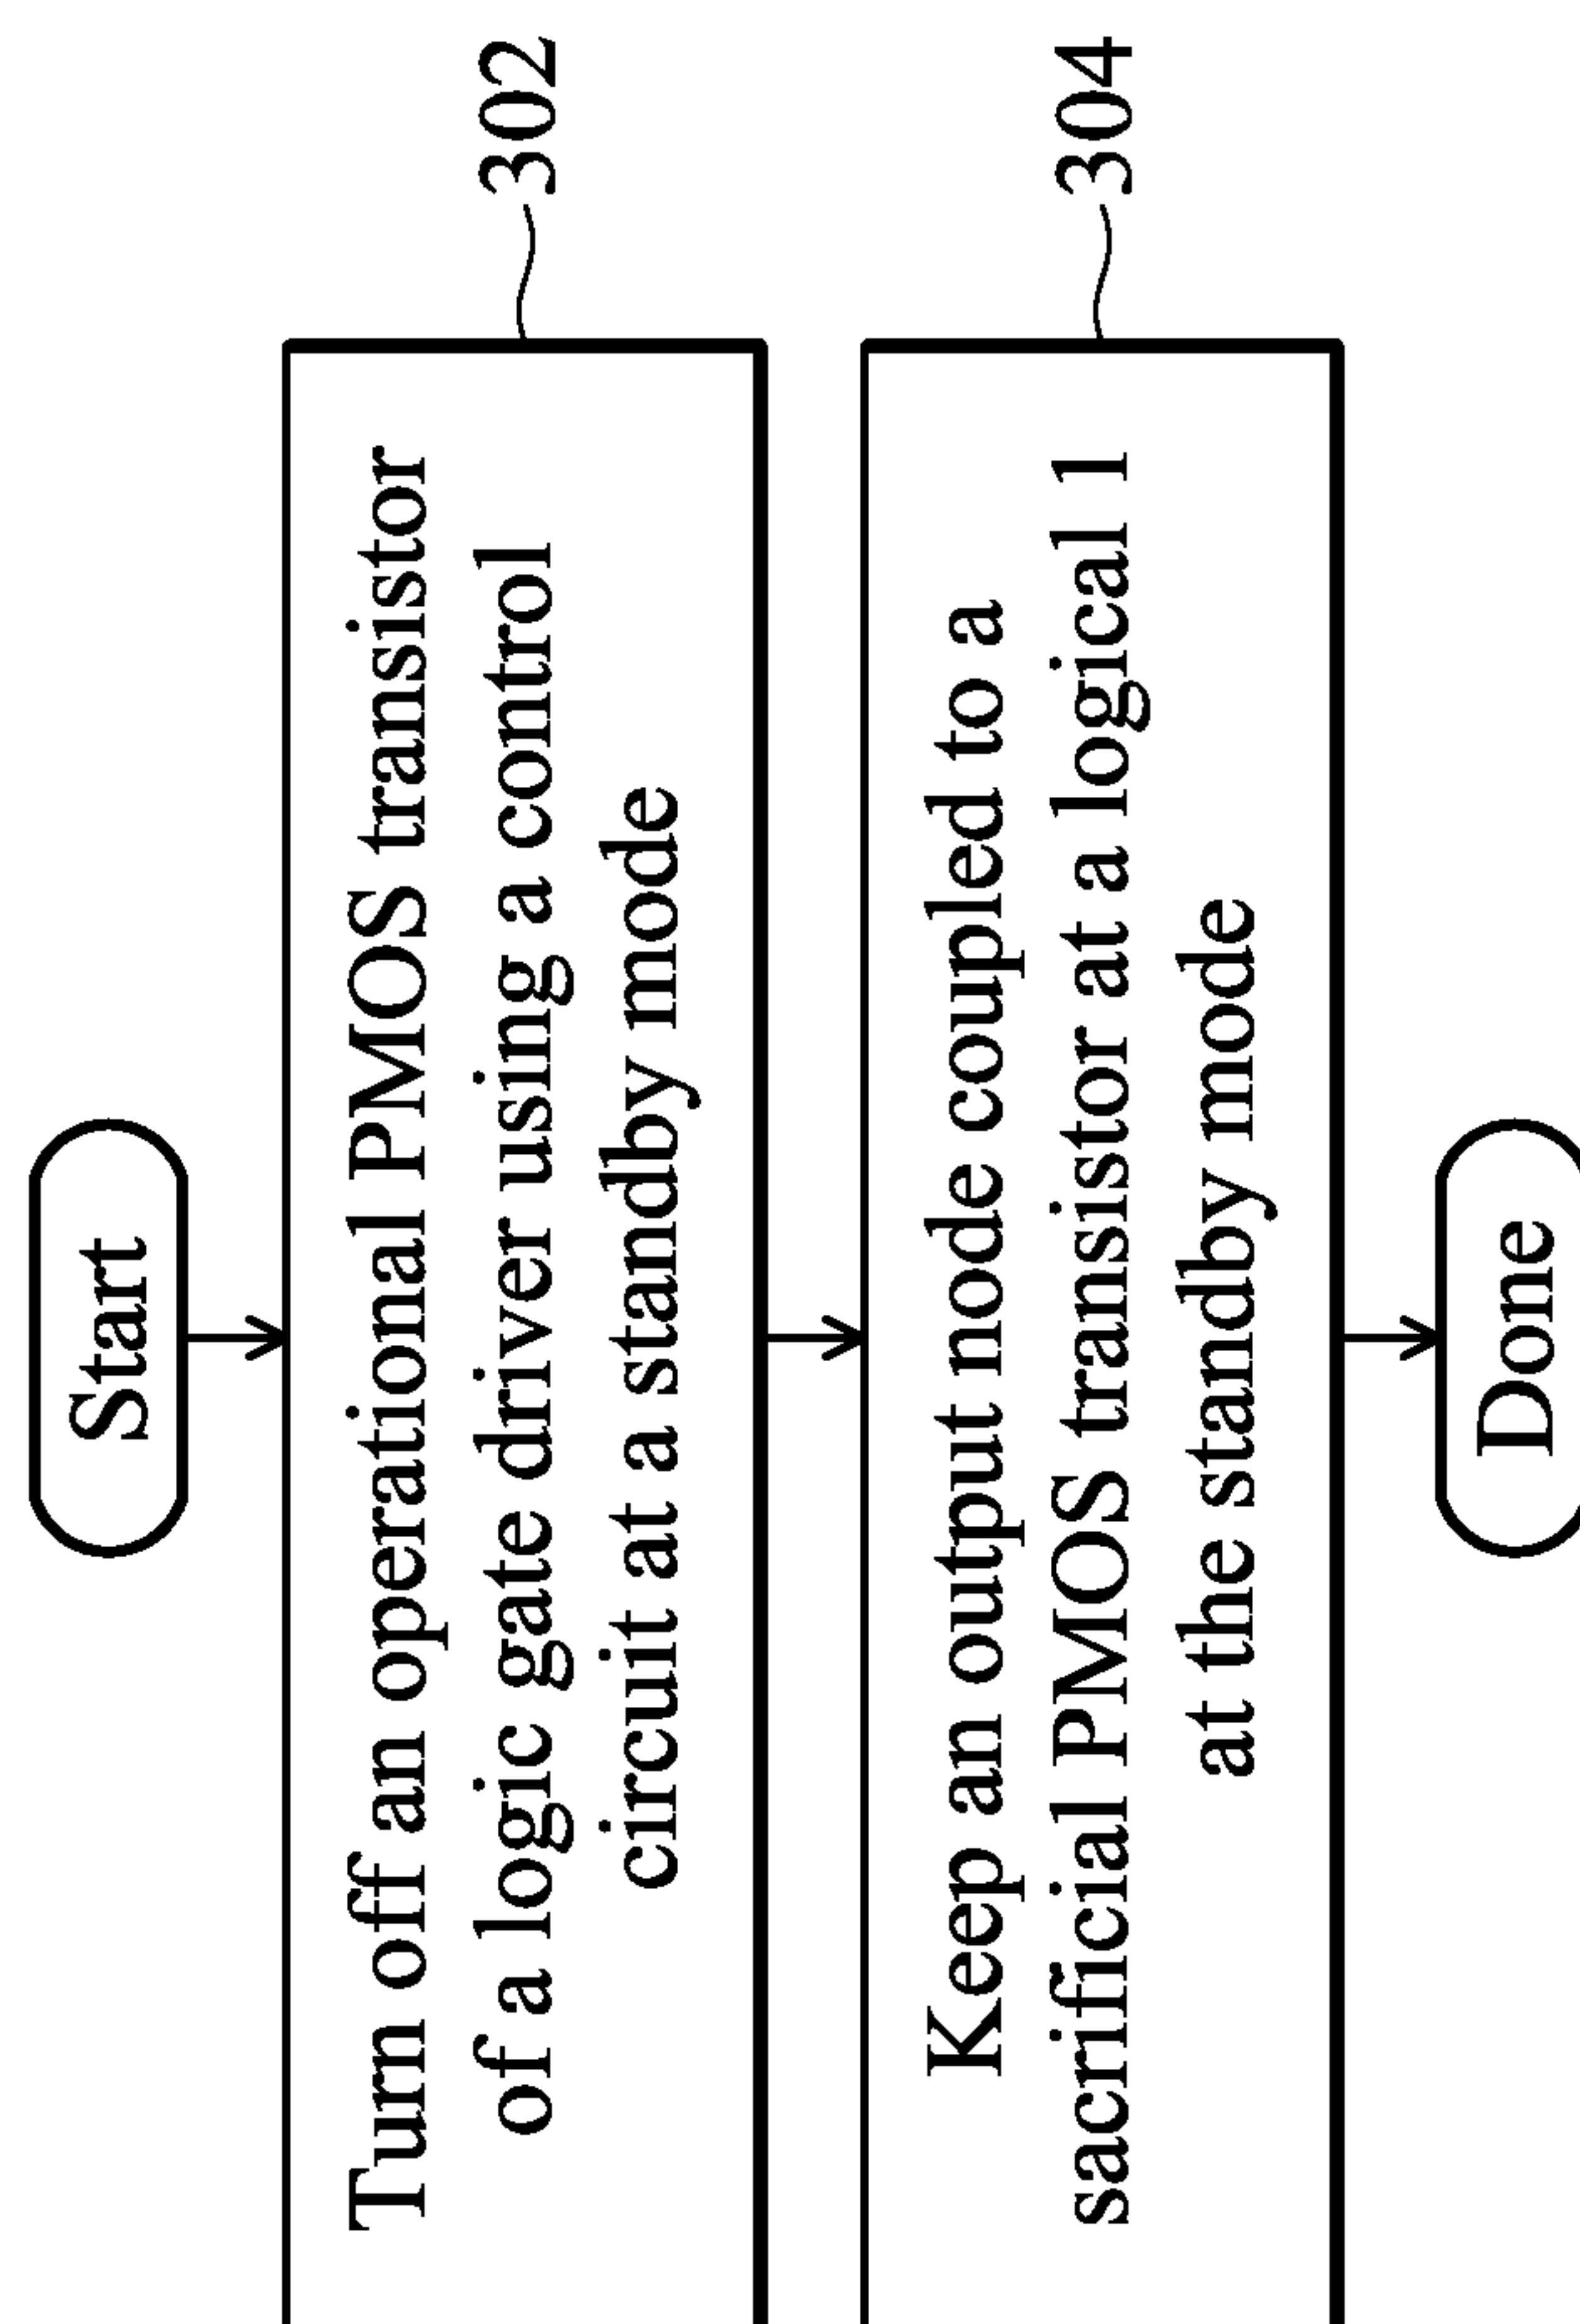 Start
Turn off an operational PMOS transistor
of a logic gate driver using a control
circuit at a standby mode
302
Keep an output node coupled to a
sacrificial PMOS transistor at a logical 1
at the standby mode
304
Done